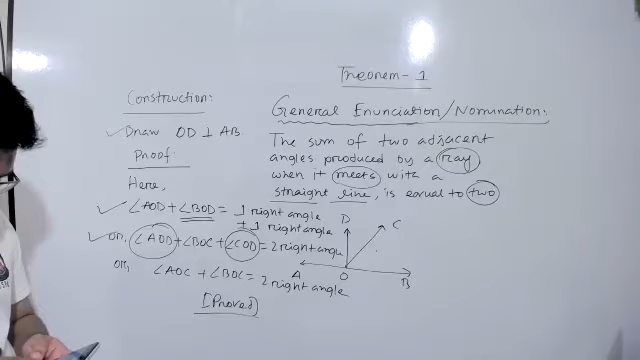 Theorem-1
General Enunciation/Nomination:
The sum of two adjacent
angles produced by a ray
when it meets with a
straight line, is equal to two
Construction:
Draw OD ⊥ AB
Proof:
Here,
∠AOD + ∠BOD = 1 right angle
+ 1 right angle
or, ∠AOD + ∠BOC + ∠COD = 2 right angle
or, ∠AOC + ∠BOC = 2 right angle
[Proved]
D
C
A
O
B